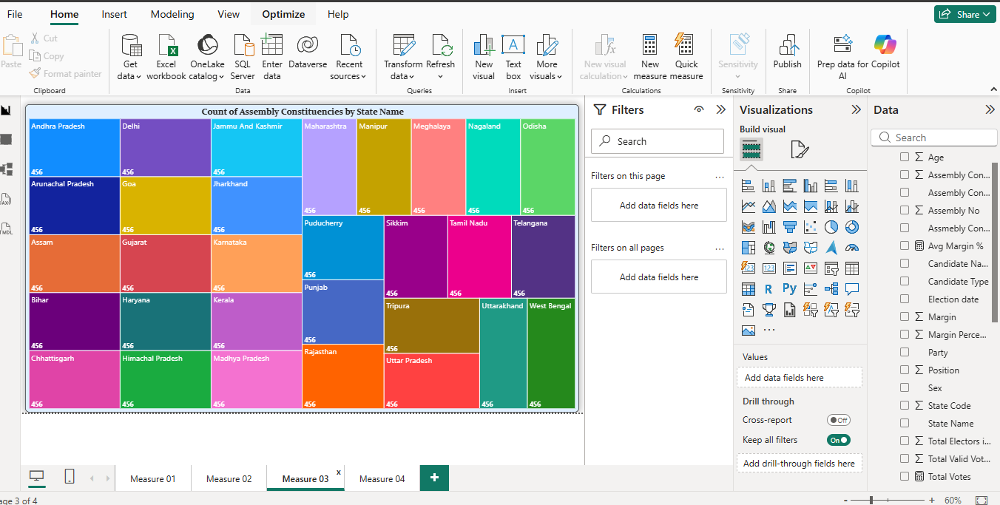 File Home Insert Modeling View Optimize Help Share
Paste Cut Copy Format painter Clipboard
Get data Excel workbook OneLake catalog SQL Server Enter data Dataverse Recent sources Data
Transform data Refresh Queries
New visual Text box More visuals Insert
New visual calculation New measure Quick measure Calculations
Sensitivity Sensitivity
Publish Share
Prep data for AI Copilot Copilot
Count of Assembly Constituencies by State Name
Andhra Pradesh
456
Arunachal Pradesh
456
Assam
456
Bihar
456
Chhattisgarh
456
Delhi
456
Goa
456
Gujarat
456
Haryana
456
Himachal Pradesh
456
Jammu And Kashmir
456
Jharkhand
456
Karnataka
456
Kerala
456
Madhya Pradesh
456
Maharashtra
456
Manipur
456
Meghalaya
456
Nagaland
456
Odisha
456
Puducherry
456
Punjab
456
Rajasthan
456
Sikkim
456
Tamil Nadu
456
Telangana
456
Tripura
456
Uttar Pradesh
456
Uttarakhand
456
West Bengal
456
Filters
Search
Filters on this page ...
Add data fields here
Filters on all pages ...
Add data fields here
Visualizations
Build visual
123
R Py
...
Values
Add data fields here
Drill through
Cross-report Off
Keep all filters On
Add drill-through fields here
Data
Search
Σ Age
Σ Assembly Con...
Assembly Con...
Σ Assembly No
Assmebly Con...
Avg Margin %
Candidate Na...
Candidate Type
Election date
Σ Margin
Σ Margin Perce...
Party
Σ Position
Sex
Σ State Code
State Name
Σ Total Electors i...
Σ Total Valid Vot...
Total Votes
Measure 01 Measure 02 Measure 03 x Measure 04 +
age 3 of 4
- + 60%